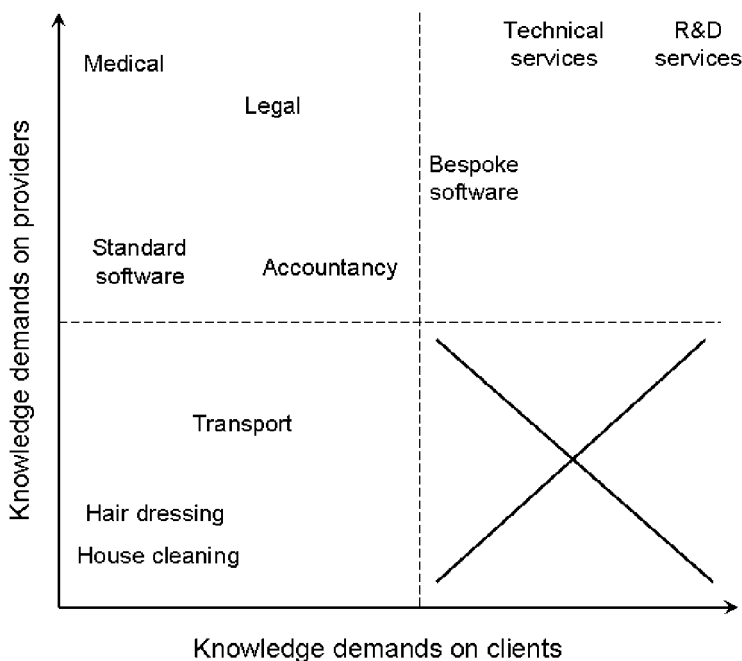 Technical
services
R&D
services
Medical
Legal
Bespoke
software
Standard
software
Accountancy
Transport
Hair dressing
House cleaning
Knowledge demands on providers
Knowledge demands on clients